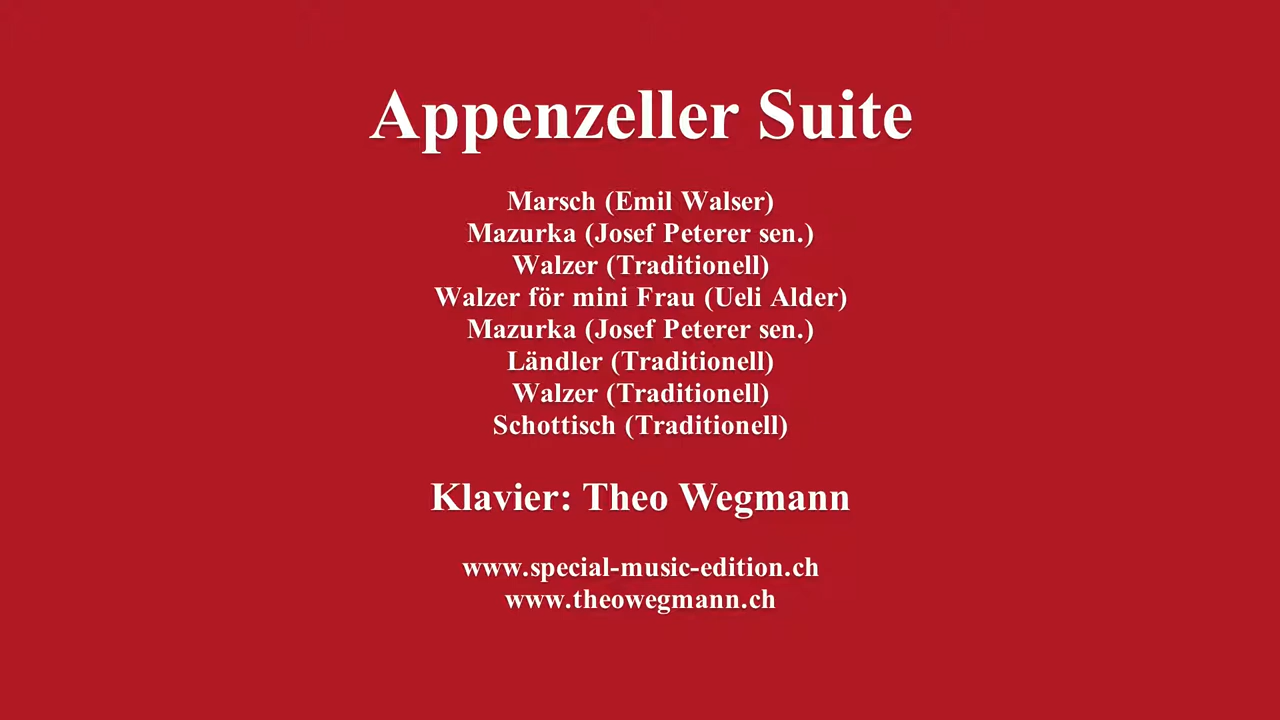 Appenzeller Suite
Marsch (Emil Walser)
Mazurka (Josef Peterer sen.)
Walzer (Traditionell)
Walzer för mini Frau (Ueli Alder)
Mazurka (Josef Peterer sen.)
Ländler (Traditionell)
Walzer (Traditionell)
Schottisch (Traditionell)
Klavier: Theo Wegmann
www.special-music-edition.ch
www.theowegmann.ch